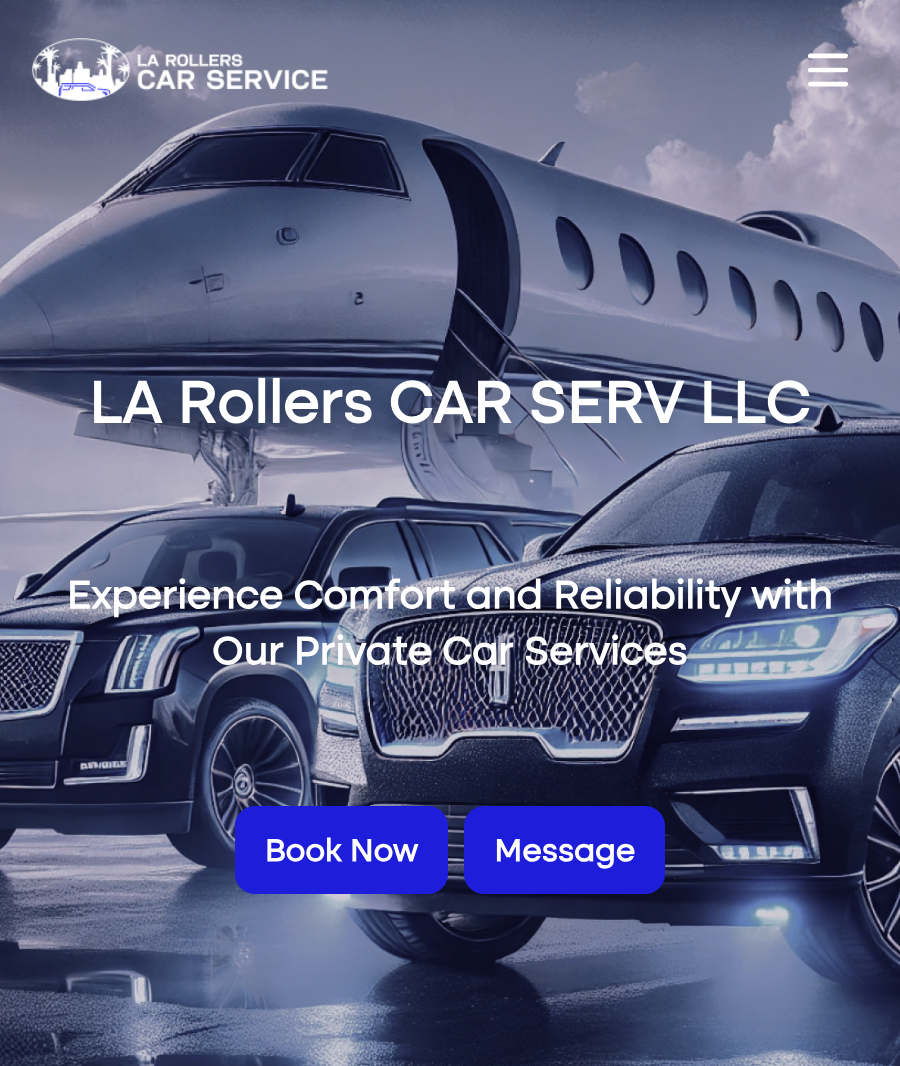 LA ROLLERS
CAR SERVICE
LA Rollers CAR SERV LLC
Experience Comfort and Reliability with
Our Private Car Services
Book Now
Message